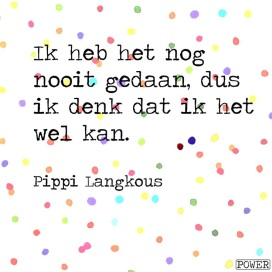 Ik heb het nog
nooit gedaan, dus
ik denk dat ik het
wel kan.
Pippi Langkous
POWER